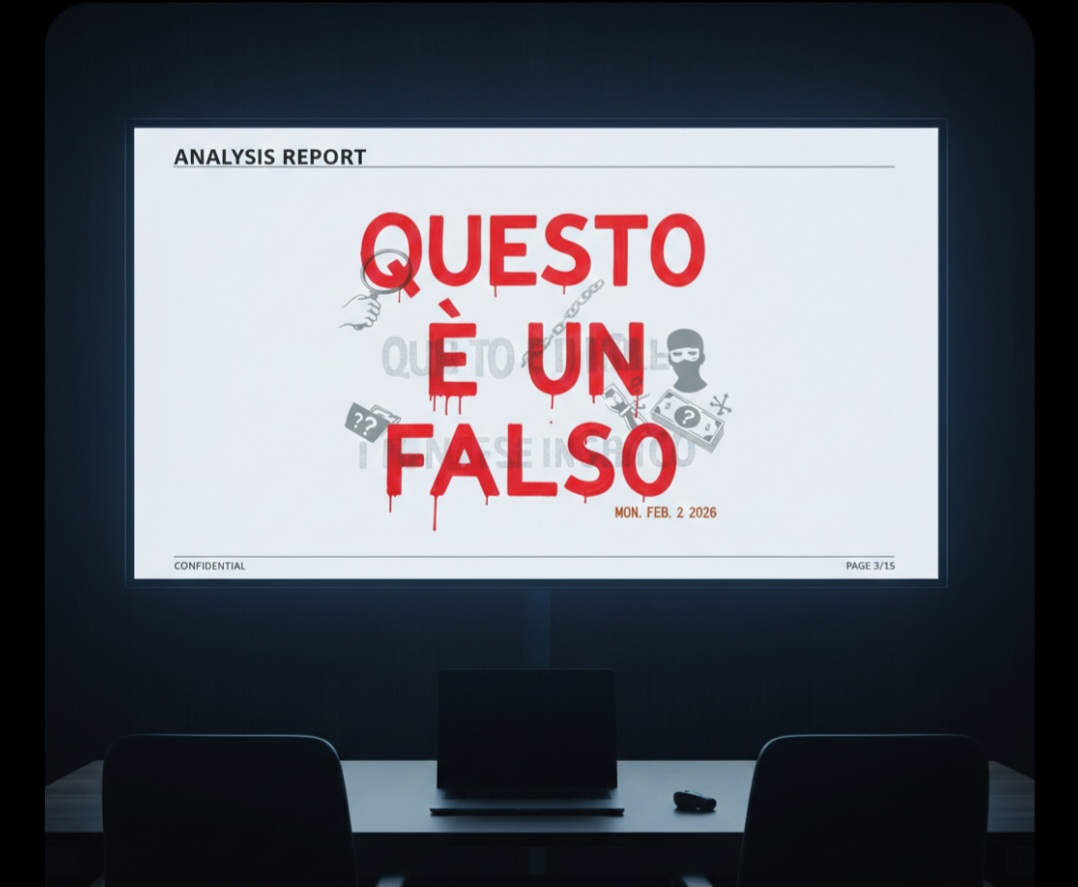 ANALYSIS REPORT
QUESTO
È UN
FALSO
??
?
MON. FEB. 2 2026
CONFIDENTIAL
PAGE 3/15